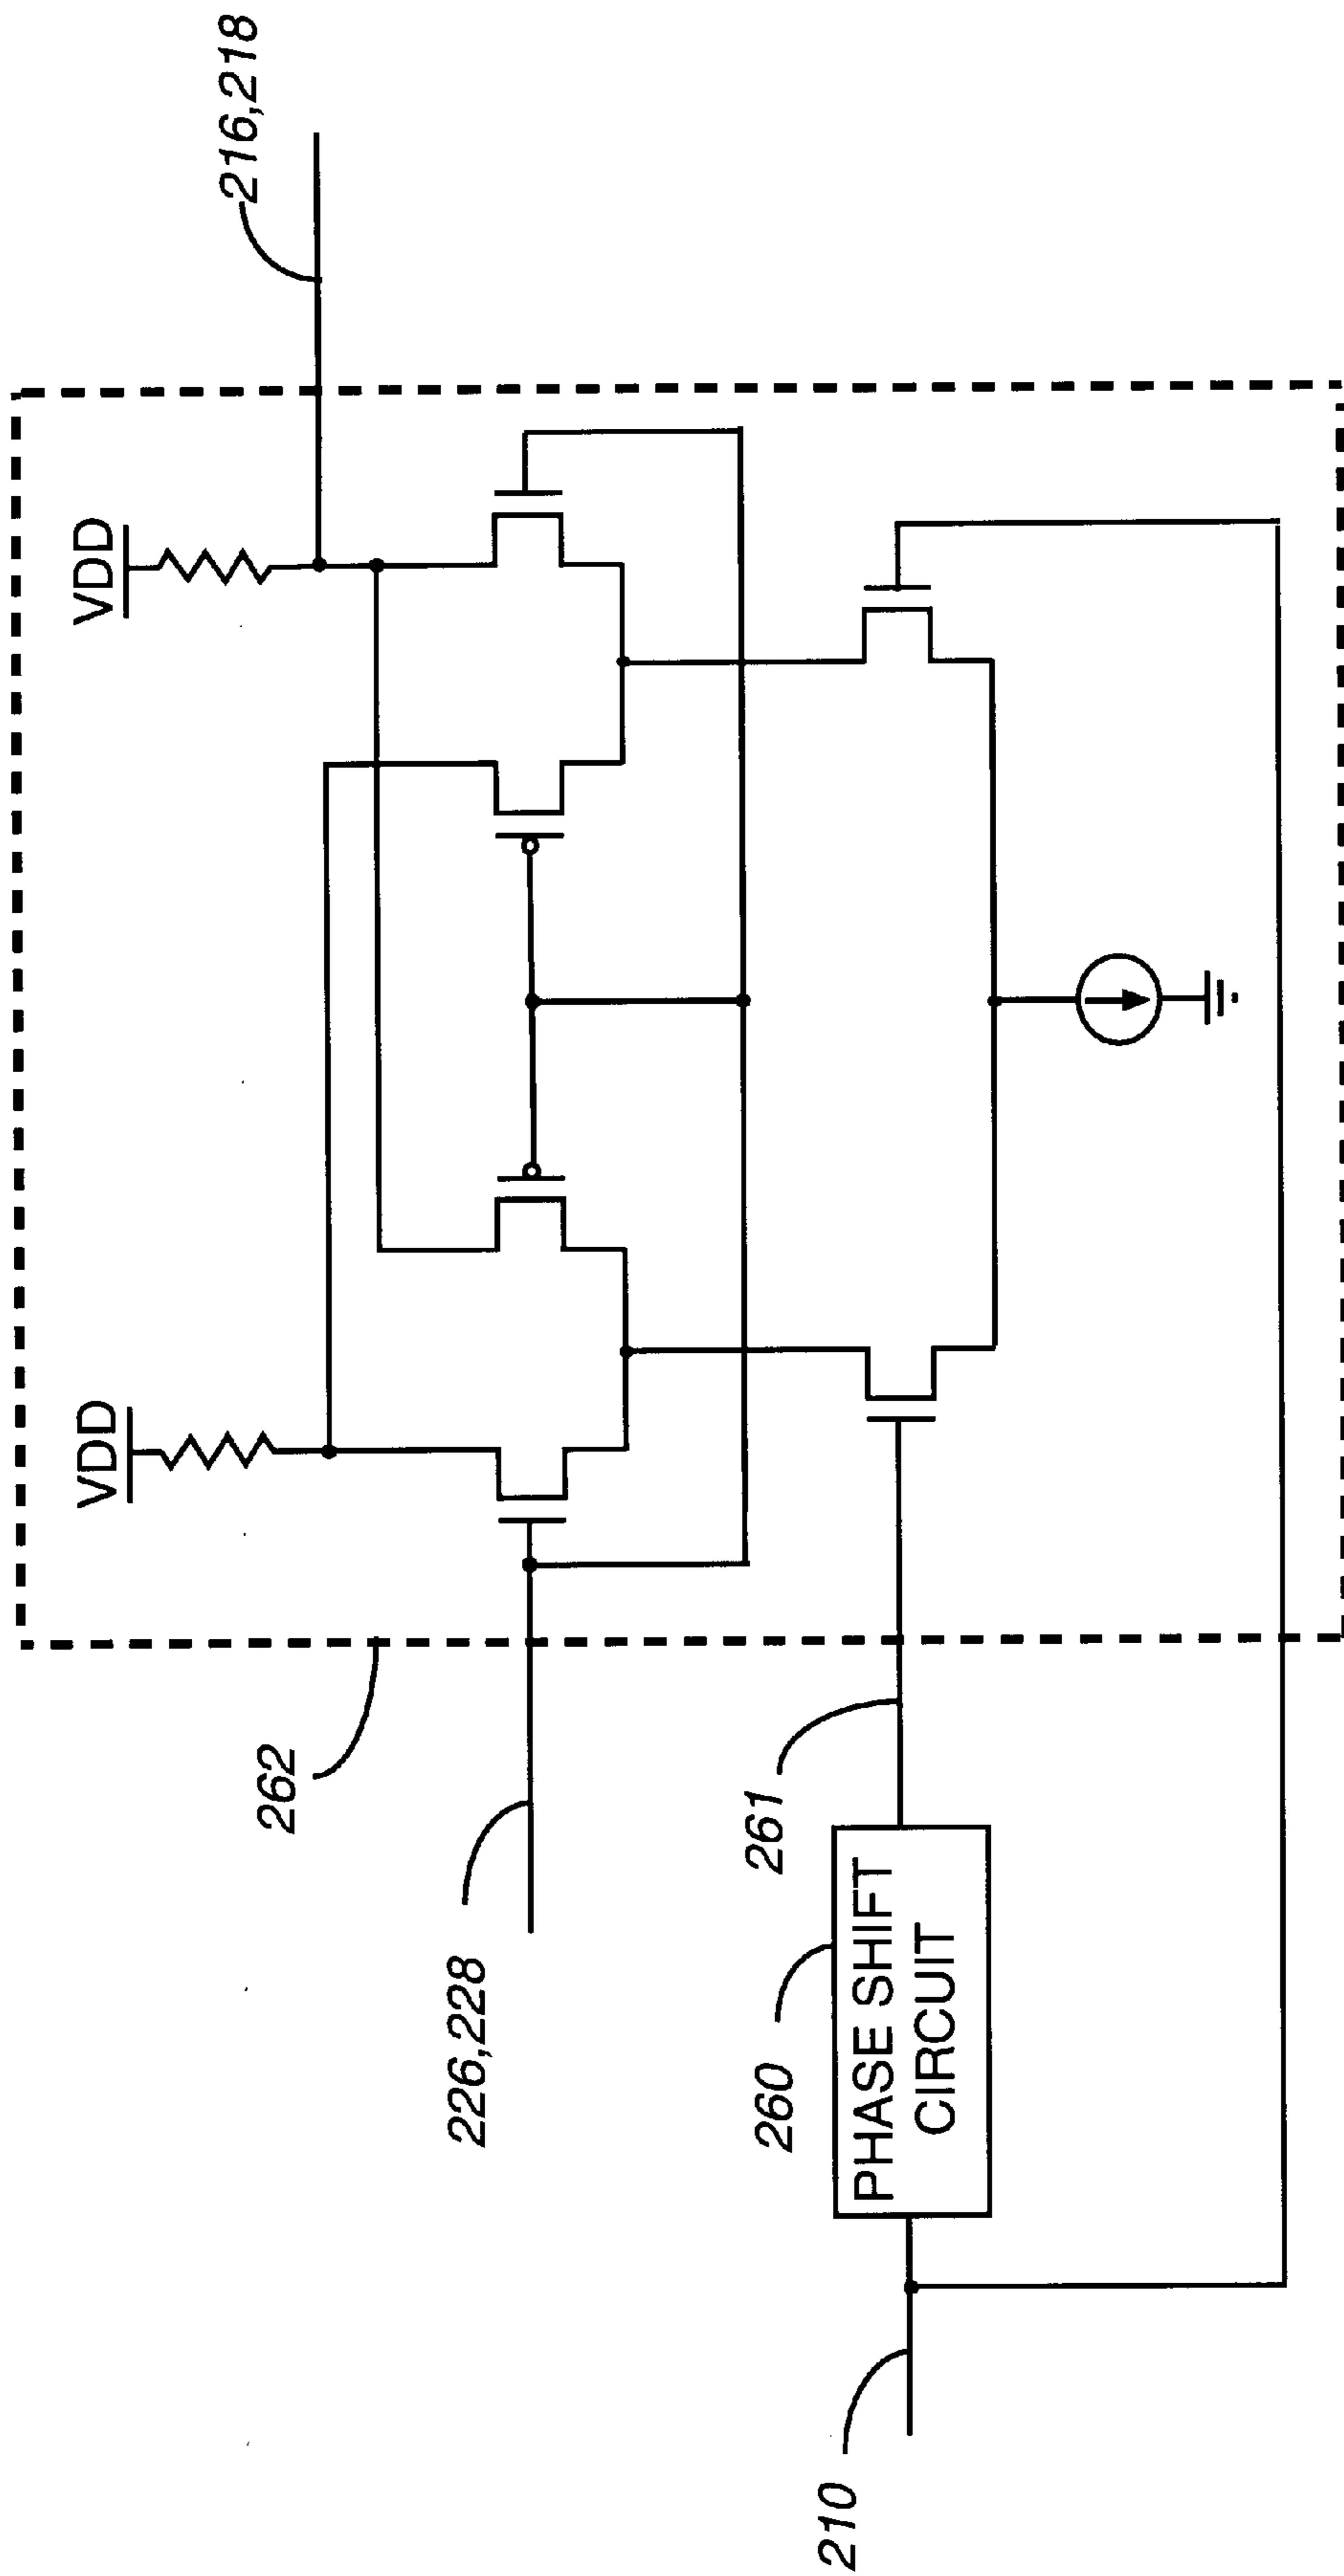 VDD
VDD
216,218
262
226,228
261
260
PHASE SHIFT
CIRCUIT
210